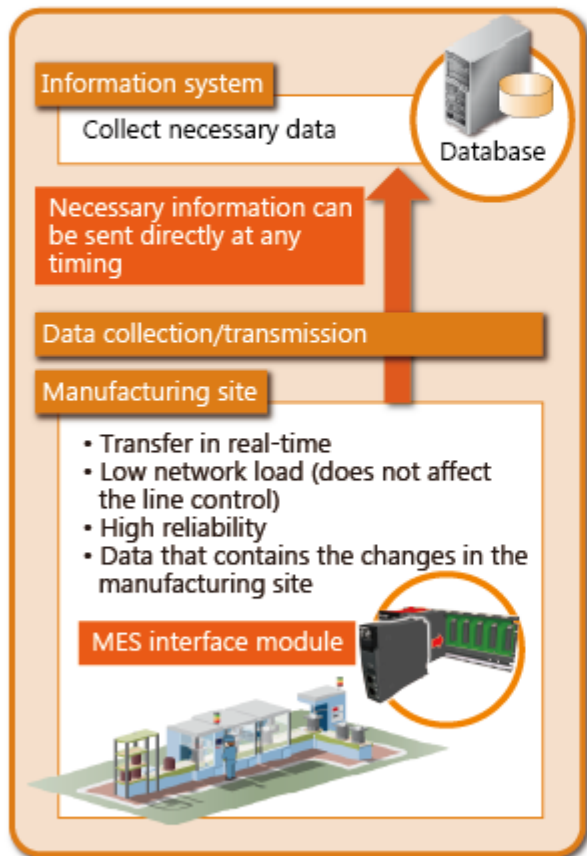 Information system
Collect necessary data
Database
Necessary information can
be sent directly at any
timing
Data collection/transmission
Manufacturing site
• Transfer in real-time
• Low network load (does not affect
the line control)
• High reliability
• Data that contains the changes in the
manufacturing site
MES interface module